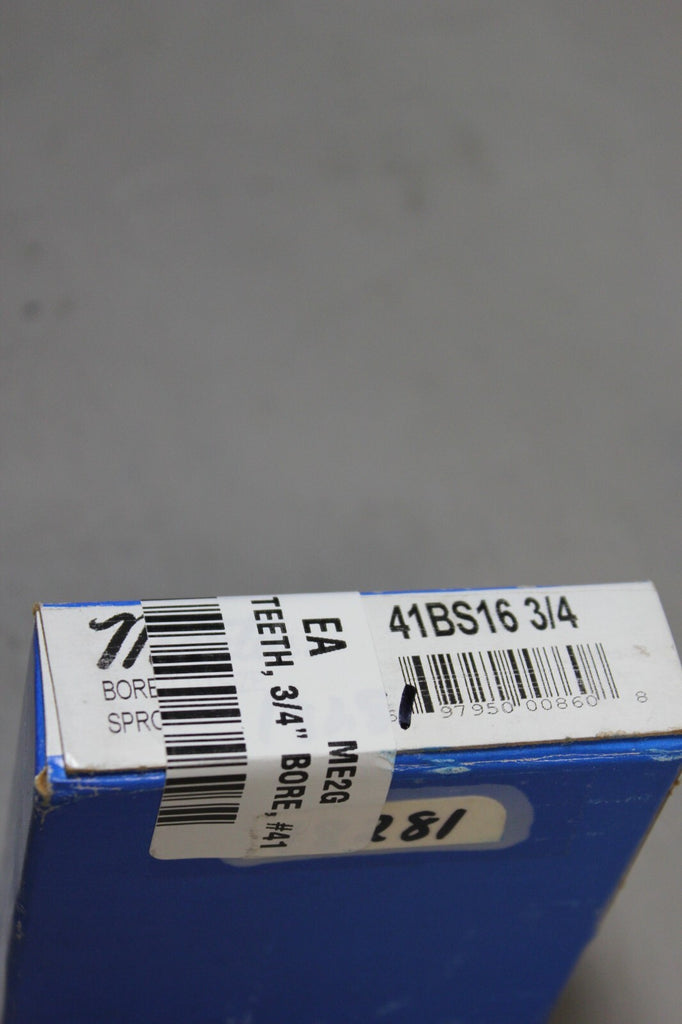 41BS16 3/4
97950 00860 8
BORE
SPRO
EA ME2G
TEETH, 3/4" BORE, #41
281